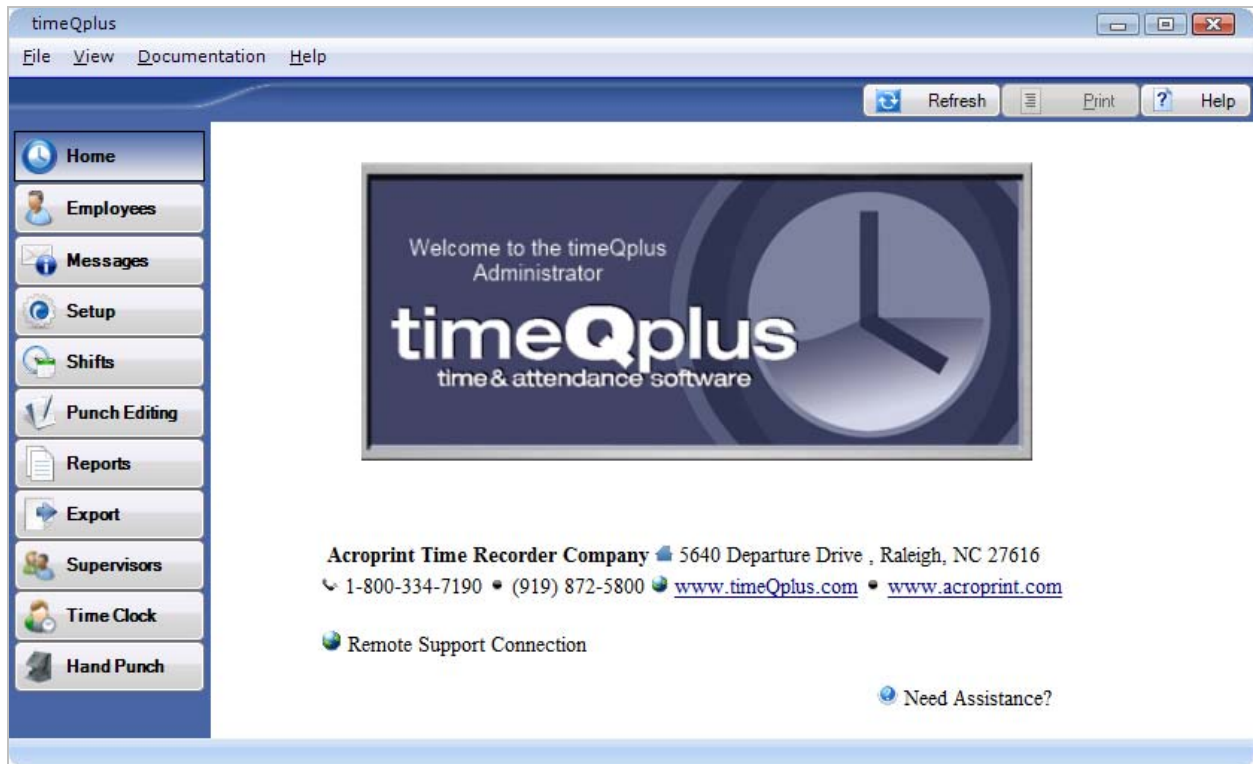 timeQplus
File View Documentation Help
Refresh Print Help
Home
Employees
Messages
Setup
Shifts
Punch Editing
Reports
Export
Supervisors
Time Clock
Hand Punch
Welcome to the timeQplus
Administrator
timeQplus
time & attendance software
Acroprint Time Recorder Company 5640 Departure Drive , Raleigh, NC 27616
1-800-334-7190 • (919) 872-5800 www.timeQplus.com • www.acroprint.com
Remote Support Connection
Need Assistance?